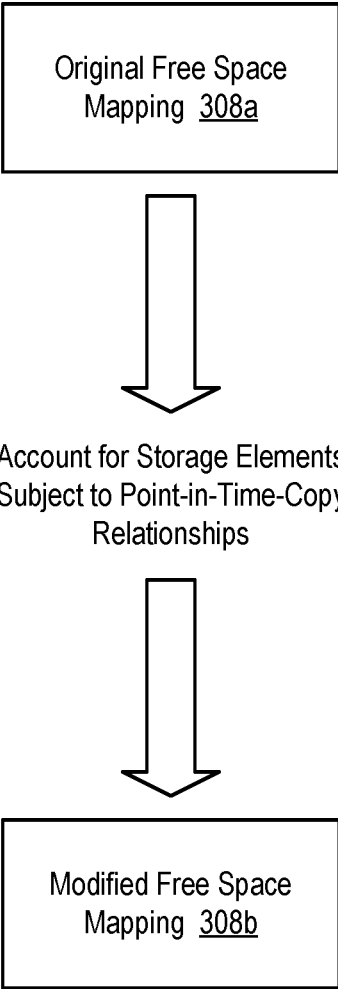 Original Free Space
Mapping 308a
Account for Storage Elements
Subject to Point-in-Time-Copy
Relationships
Modified Free Space
Mapping 308b